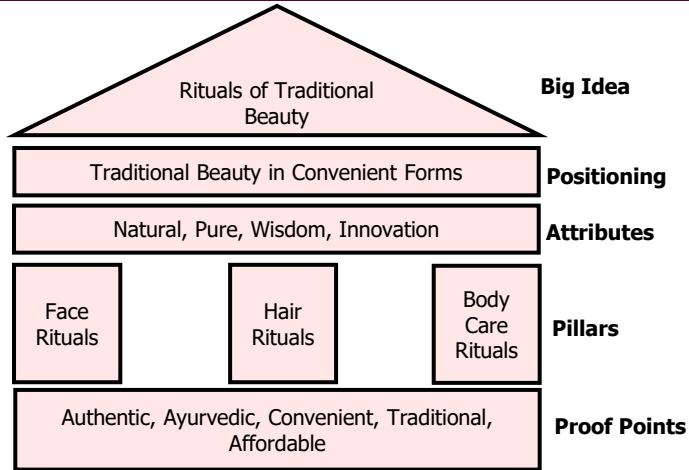 Rituals of Traditional
Beauty
Big Idea
Traditional Beauty in Convenient Forms
Positioning
Natural, Pure, Wisdom, Innovation
Attributes
Face
Rituals
Hair
Rituals
Body
Care
Rituals
Pillars
Authentic, Ayurvedic, Convenient, Traditional,
Affordable
Proof Points